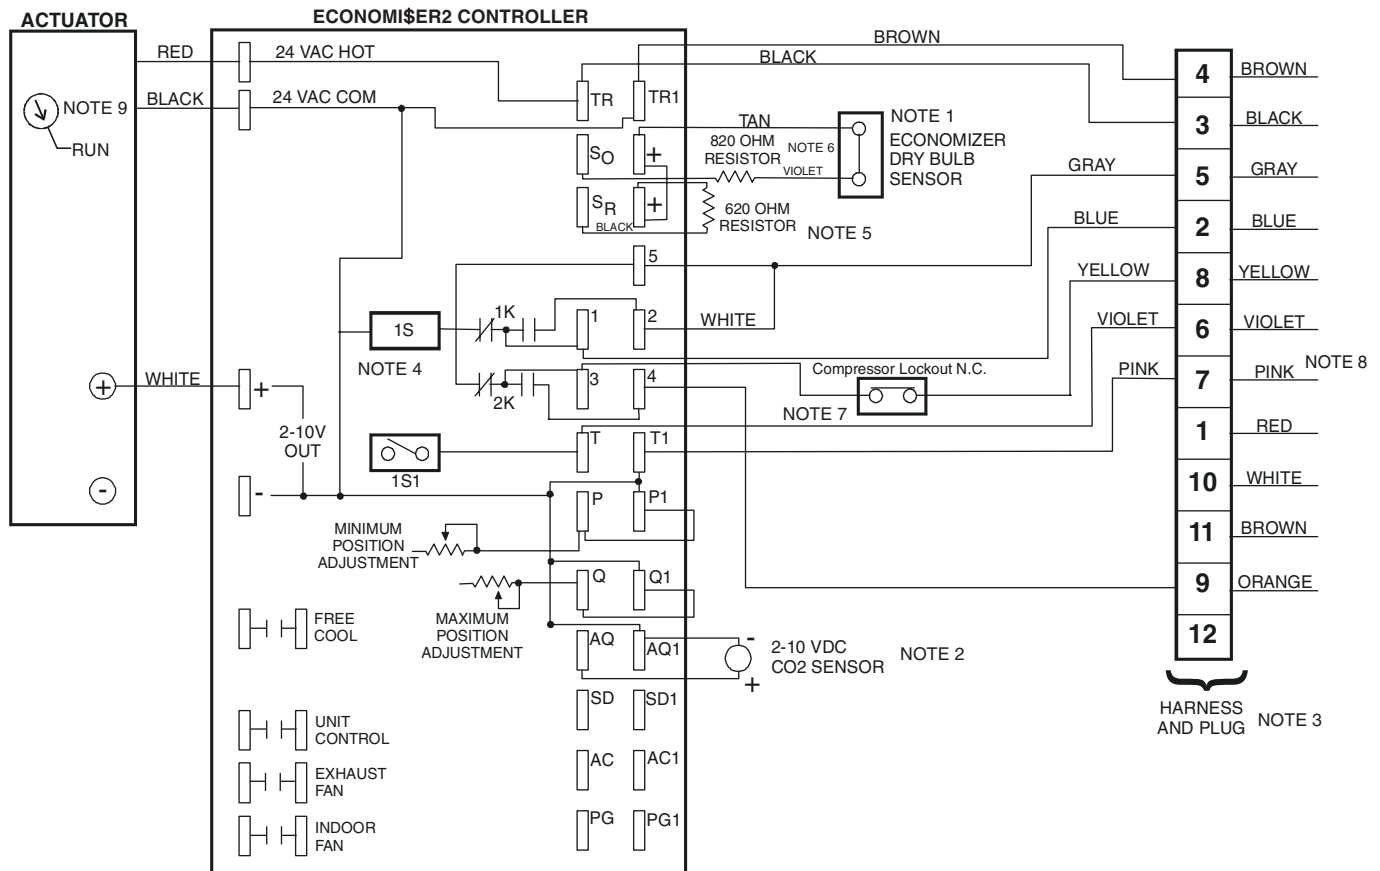 ACTUATOR
ECONOMI$ER2 CONTROLLER
RED
24 VAC HOT
BROWN
BLACK
NOTE 9
RUN
BLACK
24 VAC COM
TR
TR1
TAN
NOTE 1
ECONOMIZER
DRY BULB
SENSOR
SO
+
820 OHM
RESISTOR
NOTE 6
VIOLET
SR
+
BLACK
620 OHM
RESISTOR
NOTE 5
GRAY
BLUE
5
YELLOW
1S
NOTE 4
1K
1
2
WHITE
VIOLET
PINK
2K
3
4
Compressor Lockout N.C.
NOTE 7
+
WHITE
+
2-10V
OUT
1S1
T
T1
-
-
P
P1
MINIMUM
POSITION
ADJUSTMENT
Q
Q1
MAXIMUM
POSITION
ADJUSTMENT
FREE
COOL
AQ
AQ1
-
+
2-10 VDC
CO2 SENSOR
NOTE 2
SD
SD1
UNIT
CONTROL
AC
AC1
EXHAUST
FAN
PG
PG1
INDOOR
FAN
4 BROWN
3 BLACK
5 GRAY
2 BLUE
8 YELLOW
6 VIOLET
7 PINK
NOTE 8
1 RED
10 WHITE
11 BROWN
9 ORANGE
12
HARNESS
AND PLUG
NOTE 3